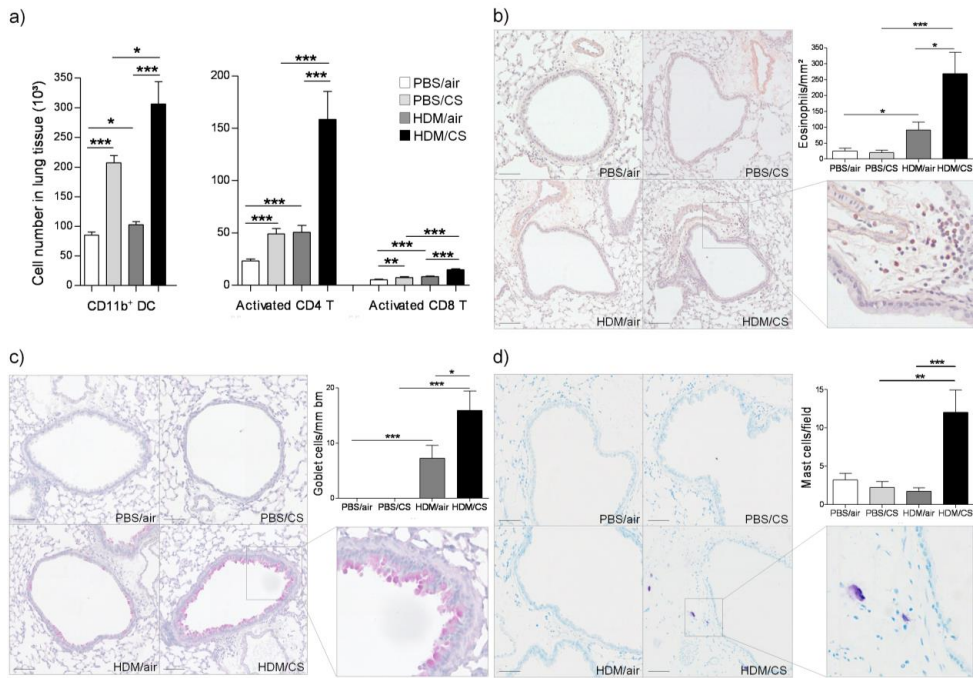 a)
Cell number in lung tissue (10³)
350
300
250
200
150
100
50
0
*
***
*
*
***
CD11b⁺ DC
200
150
100
50
0
***
***
***
***
Activated CD4 T
***
***
**
***
Activated CD8 T
PBS/air
PBS/CS
HDM/air
HDM/CS
b)
PBS/air
PBS/CS
HDM/air
HDM/CS
Eosinophils/mm²
350
300
250
200
150
100
50
0
***
*
*
PBS/air PBS/CS HDM/air HDM/CS
c)
PBS/air
PBS/CS
HDM/air
HDM/CS
Goblet cells/mm bm
20
10
0
*
***
***
PBS/air PBS/CS HDM/air HDM/CS
d)
PBS/air
PBS/CS
HDM/air
HDM/CS
Mast cells/field
15
10
5
0
***
**
PBS/air PBS/CS HDM/air HDM/CS